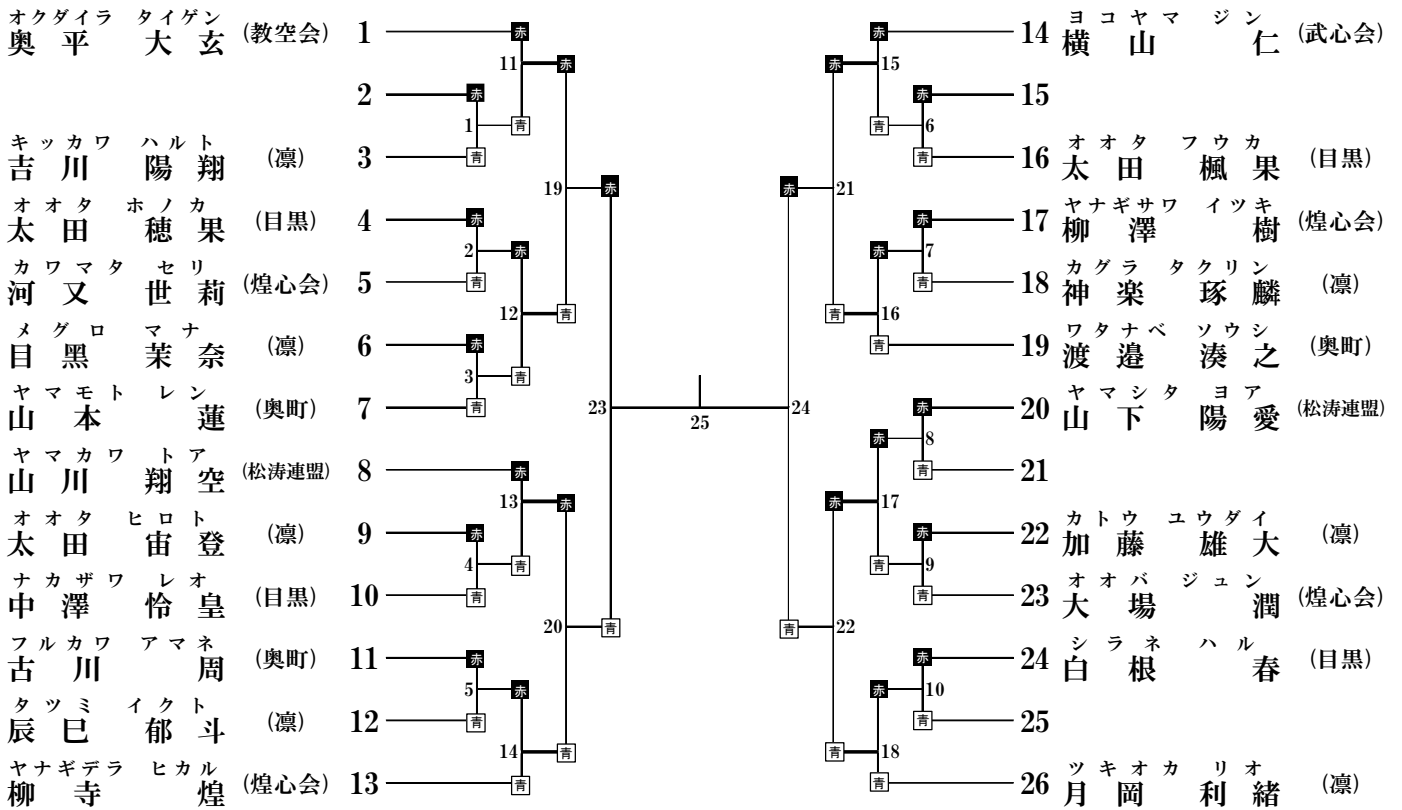 オクダイラ タイゲン
奥平 大玄 (教空会) 1
2
キッカワ ハルト
吉川 陽翔 (凛) 3
オオタ ホノカ
太田 穂果 (目黒) 4
カワマタ セリ
河又 世莉 (煌心会) 5
メグロ マナ
目黑 茉奈 (凛) 6
ヤマモト レン
山本 蓮 (奥町) 7
ヤマカワ トア
山川 翔空 (松涛連盟) 8
オオタ ヒロト
太田 宙登 (凛) 9
ナカザワ レオ
中澤 怜皇 (目黒) 10
フルカワ アマネ
古川 周 (奥町) 11
タツミ イクト
辰巳 郁斗 (凛) 12
ヤナギデラ ヒカル
柳寺 煌 (煌心会) 13
赤
11 赤
赤
1 青
青
19 赤
赤
2 赤
青
12 青
赤
3 青
青
23
赤
13 赤
赤
4 青
青
20 青
赤
5 赤
青
14 青
青
25
赤
赤 15
赤
青 6
青
赤 21
赤
赤 7
青
青 16
青
24
赤
赤 8
青
赤 17
赤
青 9
青
青 22
赤
赤 10
青
青 18
青
ヨコヤマ ジン
14 横山 仁 (武心会)
15
オオタ フウカ
16 太田 楓果 (目黒)
ヤナギサワ イツキ
17 柳澤 樹 (煌心会)
カグラ タクリン
18 神楽 琢麟 (凛)
ワタナベ ソウシ
19 渡邉 湊之 (奥町)
ヤマシタ ヨア
20 山下 陽愛 (松涛連盟)
21
カトウ ユウダイ
22 加藤 雄大 (凛)
オオバ ジュン
23 大場 潤 (煌心会)
シラネ ハル
24 白根 春 (目黒)
25
ツキオカ リオ
26 月岡 利緒 (凛)